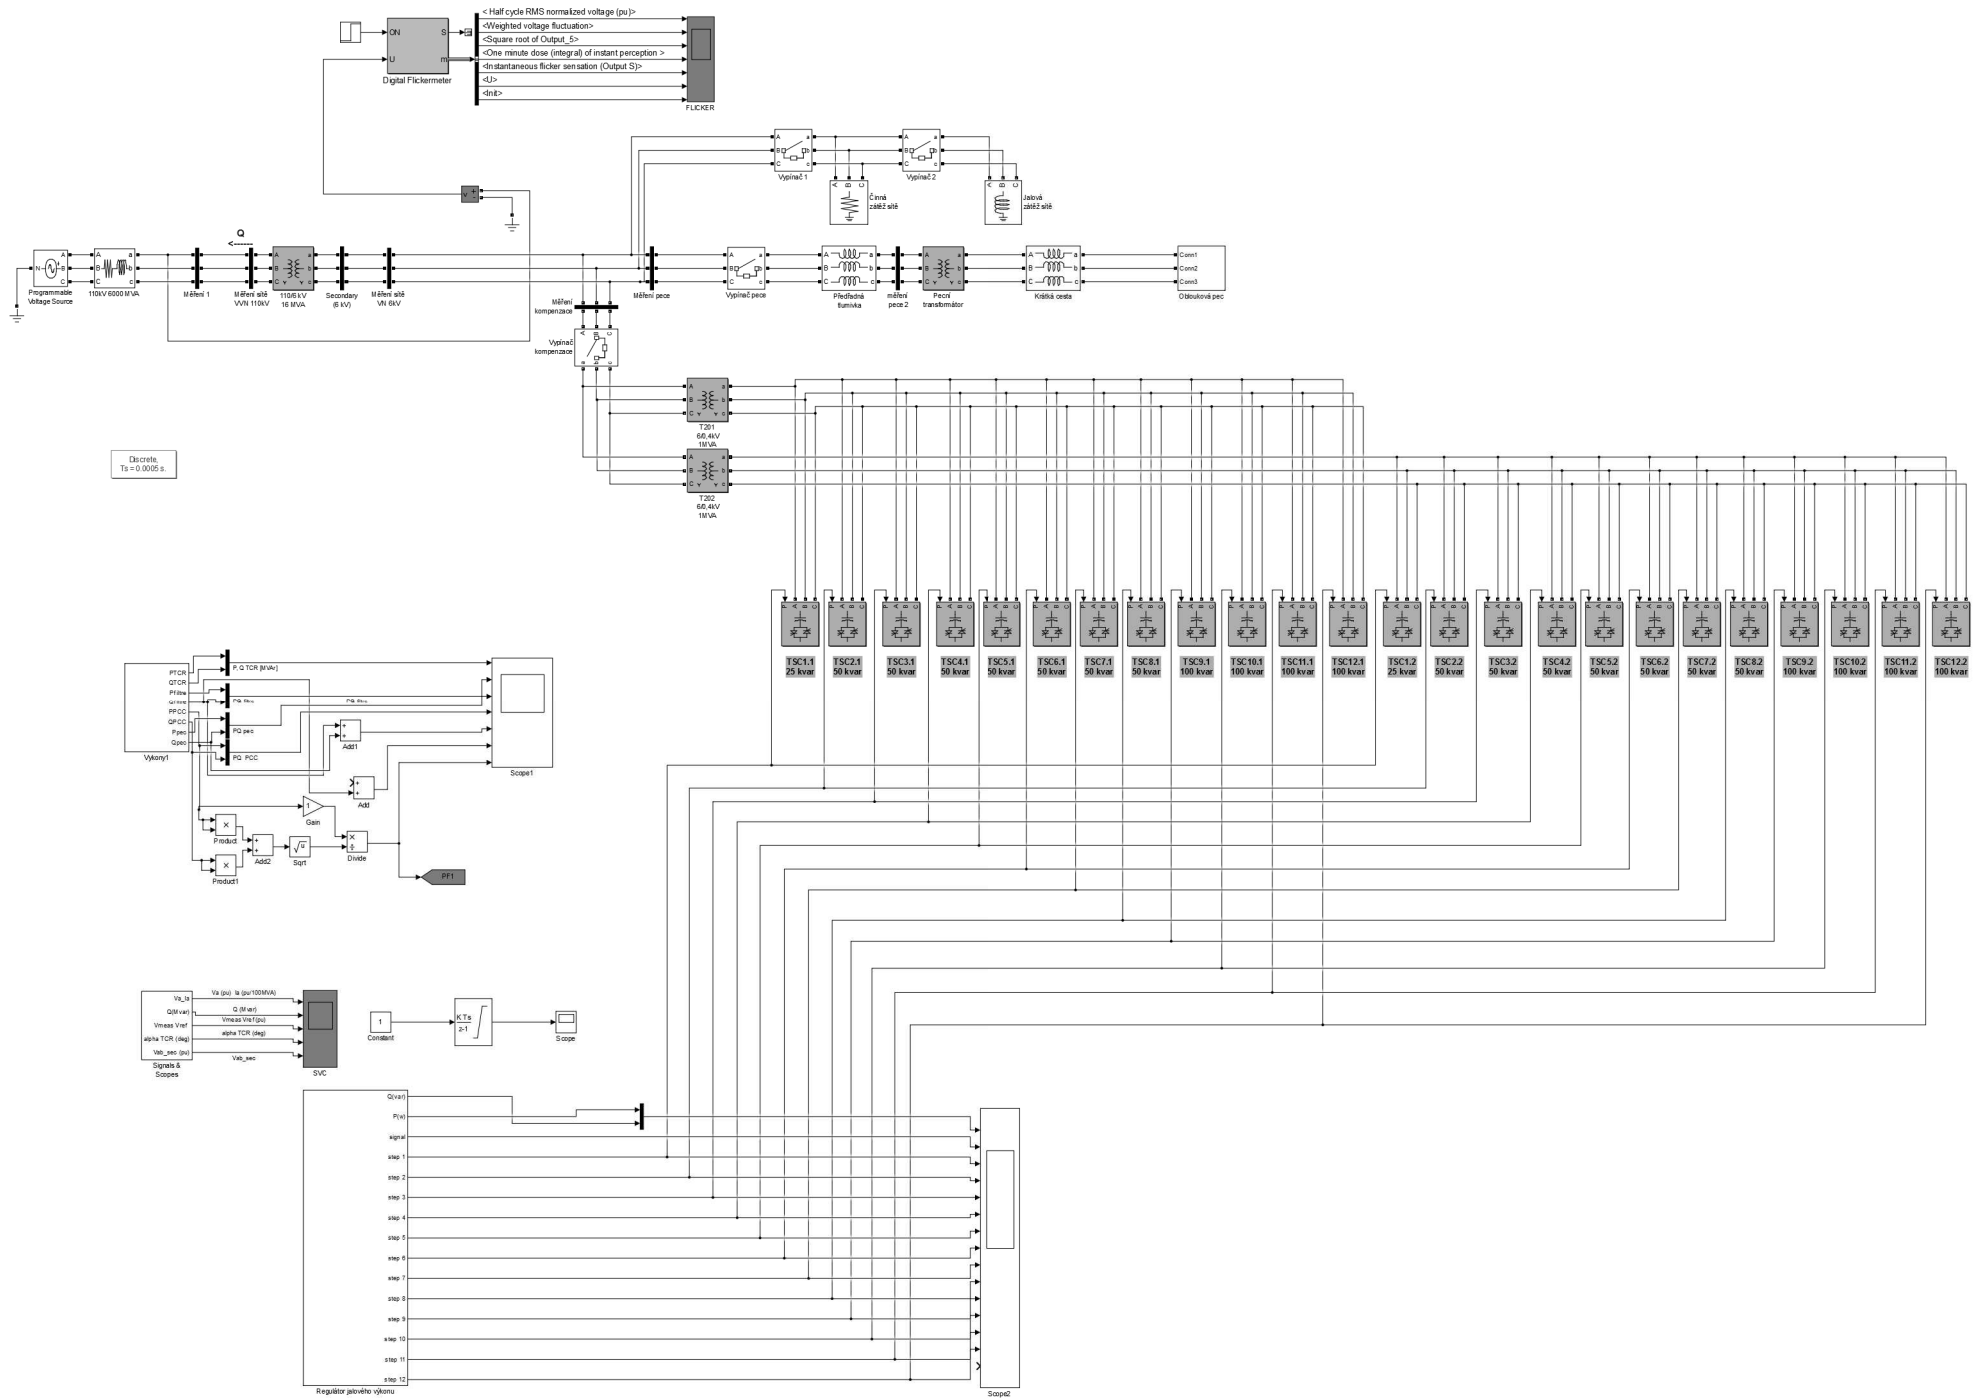 < Half cycle RMS normalized voltage (pu)>
<Weighted voltage fluctuation>
<Square root of Output_5>
<One minute dose (integral) of instant perception >
<Instantaneous flicker sensation (Output S)>
<U>
<Init>
ON
S
U
m
Digital Flickermeter
FLICKER
A a A a
B b B b
C c C c
Vypínač 1
Vypínač 2
A B C
A B C
Činná
zátěž sítě
Jalová
zátěž sítě
v + -
Q
<------
N A B C
Programmable
Voltage Source
110kV 6000 MVA
Měření 1
Měření sítě
VVN 110kV
110/6 kV
16 MVA
Secondary
(6 kV)
Měření sítě
VN 6kV
Měření pece
Vypínač pece
Předřadná
tlumivka
měření
pece 2
Pecní
transformátor
Krátká cesta
Conn1
Conn2
Conn3
Oblouková pec
Měření
kompenzace
Vypínač
kompenzace
T201
6/0,4kV
1MVA
T202
6/0,4kV
1MVA
Discrete,
Ts = 0.0005 s.
TSC1.1
25 kvar
TSC2.1
50 kvar
TSC3.1
50 kvar
TSC4.1
50 kvar
TSC5.1
50 kvar
TSC6.1
50 kvar
TSC7.1
50 kvar
TSC8.1
50 kvar
TSC9.1
100 kvar
TSC10.1
100 kvar
TSC11.1
100 kvar
TSC12.1
100 kvar
TSC1.2
25 kvar
TSC2.2
50 kvar
TSC3.2
50 kvar
TSC4.2
50 kvar
TSC5.2
50 kvar
TSC6.2
50 kvar
TSC7.2
50 kvar
TSC8.2
50 kvar
TSC9.2
100 kvar
TSC10.2
100 kvar
TSC11.2
100 kvar
TSC12.2
100 kvar
PTCR
QTCR
Pfiltre
PPCC
QPCC
Ppec
Qpec
Vykony1
P, Q TCR [MVAr]
PQ pec
PQ PCC
Add1
Add
Scope1
1
Gain
Product
Product1
Add2
√u
Sqrt
Divide
PF1
Va_Ia
Q(Mvar)
Vmeas Vref
alpha TCR (deg)
Vab_sec (pu)
Signals &
Scopes
Va (pu) Ia (pu/100MVA)
Q (Mvar)
Vmeas Vref (pu)
alpha TCR (deg)
Vab_sec
SVC
1
Constant
K Ts
z-1
Scope
Q(var)
P(w)
signal
step 1
step 2
step 3
step 4
step 5
step 6
step 7
step 8
step 9
step 10
step 11
step 12
Regulátor jalového výkonu
Scope2